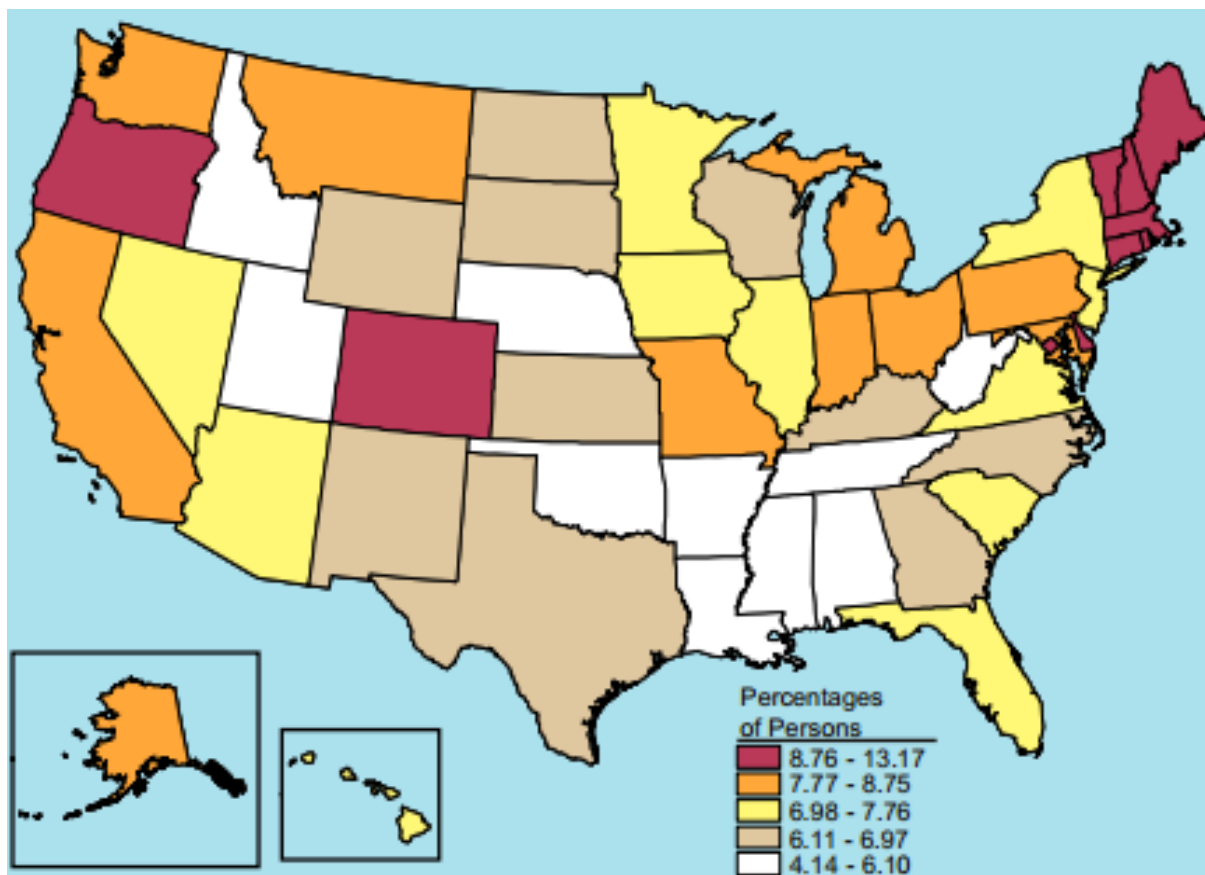 Percentages
of Persons
8.76 - 13.17
7.77 - 8.75
6.98 - 7.76
6.11 - 6.97
4.14 - 6.10